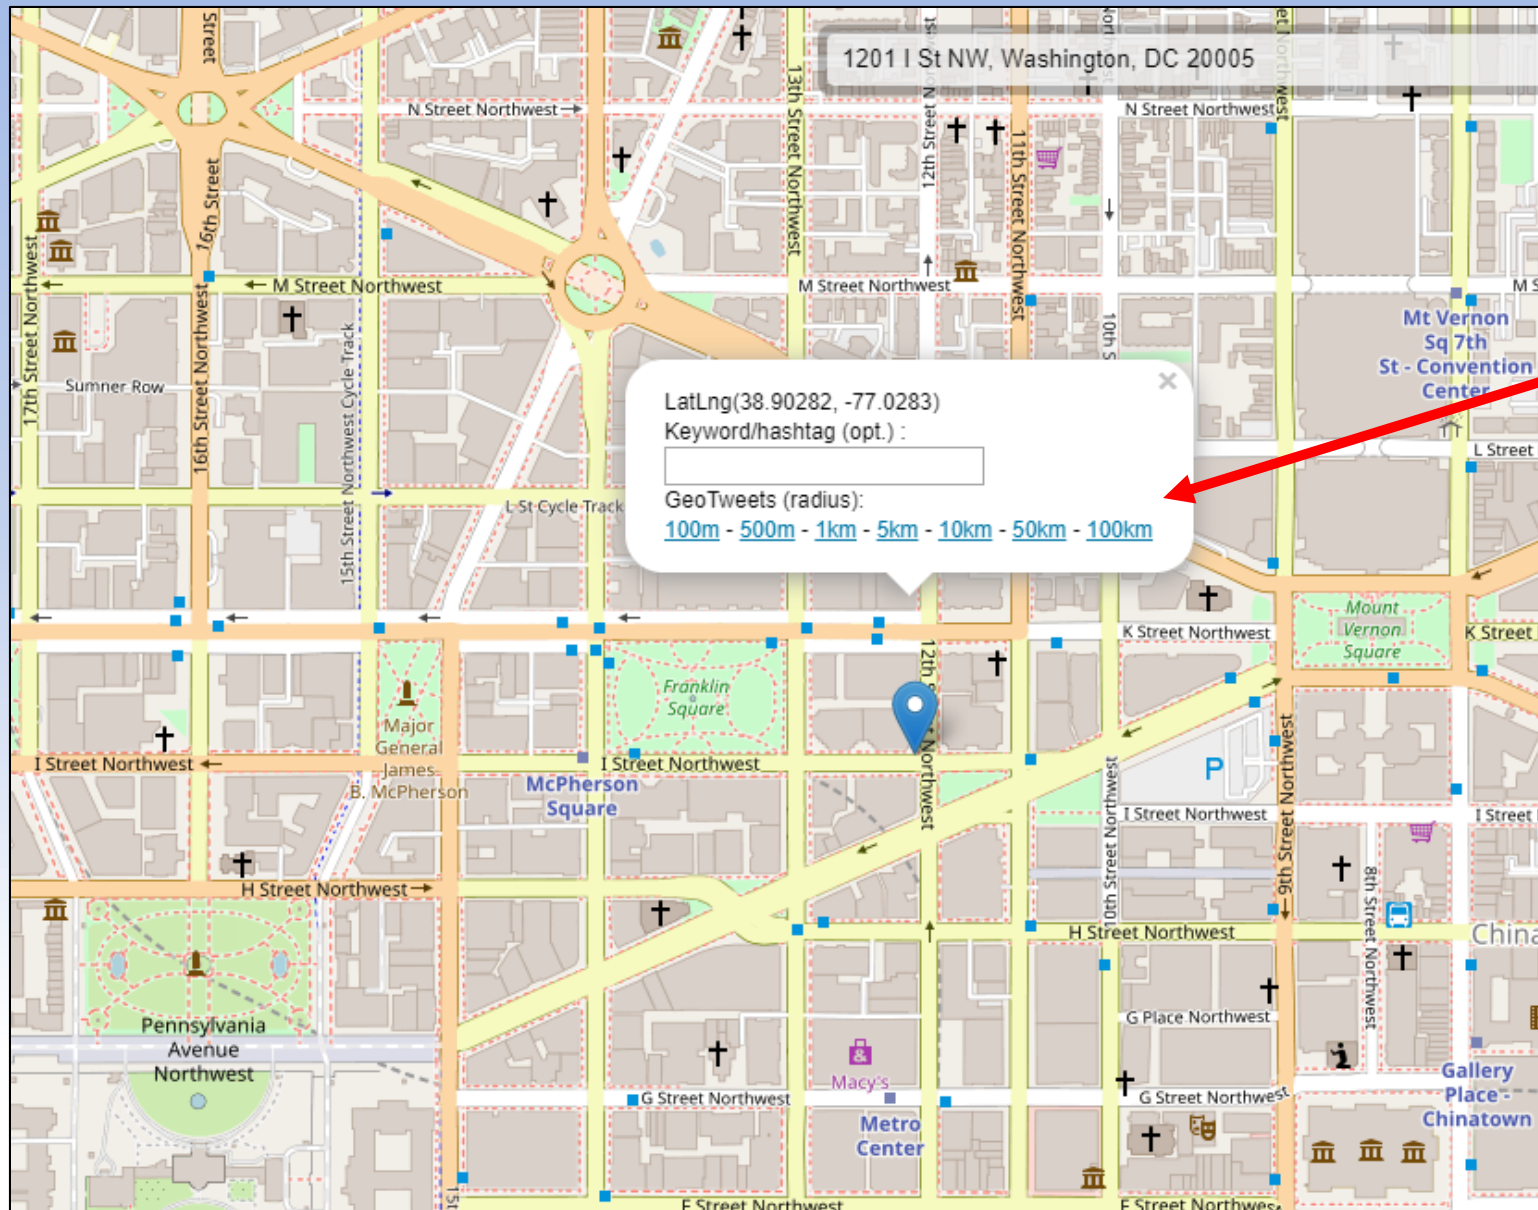 1201 I St NW, Washington, DC 20005
Street
N Street Northwest
13th Street Northwest
12th Street Northwest
11th Street Northwest
N Street Northwest
16th Street
17th Street Northwest
16th Street Northwest
M Street Northwest
M Street Northwest
Mt Vernon
Sq 7th
St - Convention
Center
Sumner Row
15th Street Northwest Cycle Track
10th S
LatLng(38.90282, -77.0283)
Keyword/hashtag (opt.) :
GeoTweets (radius):
100m - 500m - 1km - 5km - 10km - 50km - 100km
L Street
L St Cycle Track
K Street Northwest
Mount
Vernon
Square
K Street
Franklin
Square
Major
General
James
B. McPherson
I Street Northwest
I Street Northwest
McPherson
Square
12th S
t Northwest
P
10th Street Northwest
9th Street Northwest
I Street Northwest
I Street
8th Street Northwest
H Street Northwest
H Street Northwest
China
Pennsylvania
Avenue
Northwest
G Place Northwest
Macy's
G Street Northwest
G Street Northwest
Metro
Center
Gallery
Place -
Chinatown
15t
F Street Northwest
F Street Northwest